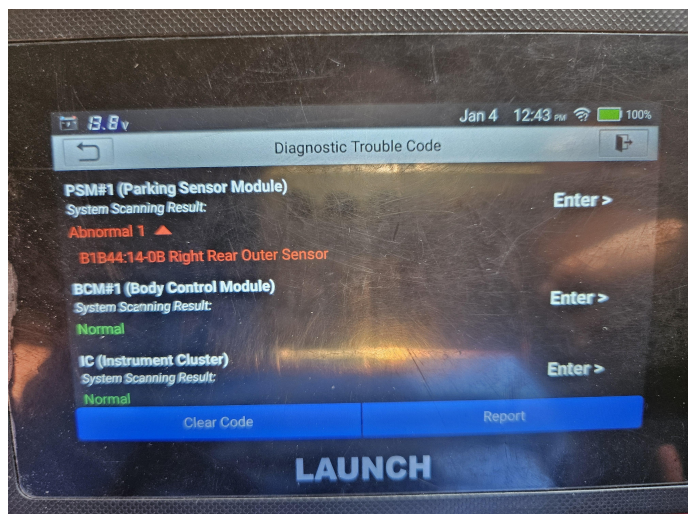 13.8 v Jan 4 12:43 PM 100%
Diagnostic Trouble Code
PSM#1 (Parking Sensor Module)
System Scanning Result:
Enter >
Abnormal 1
B1B44:14-0B Right Rear Outer Sensor
BCM#1 (Body Control Module)
System Scanning Result:
Enter >
Normal
IC (Instrument Cluster)
System Scanning Result:
Enter >
Normal
Clear Code Report
LAUNCH